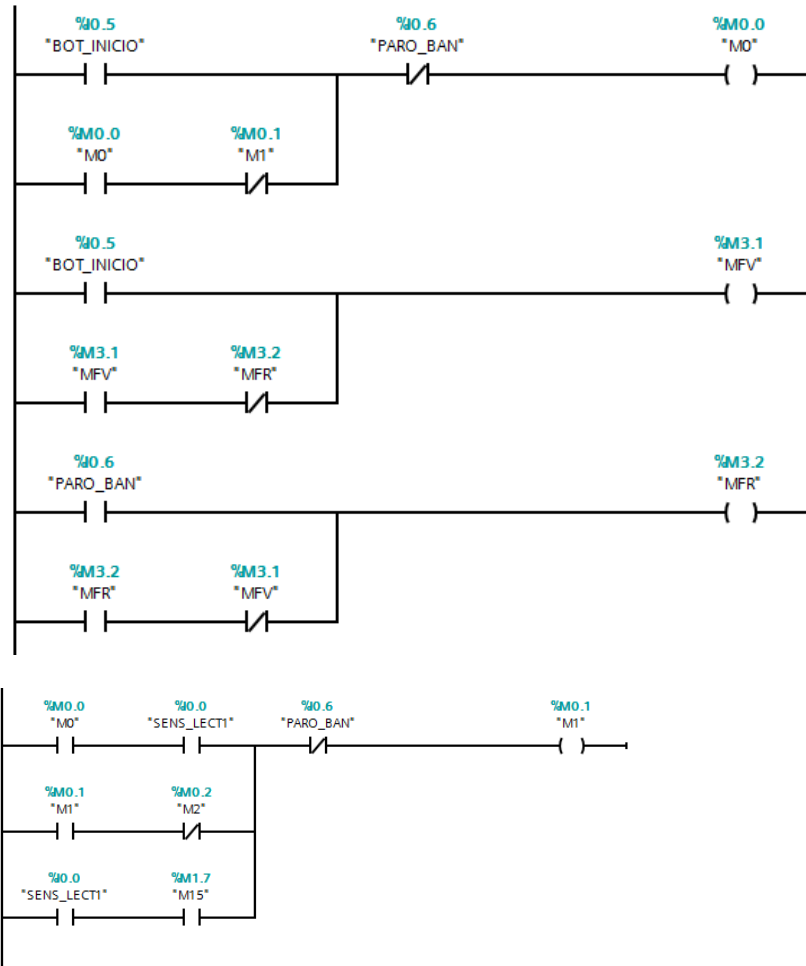 %I0.5 %I0.6 %M0.0
"BOT_INICIO" "PARO_BAN" "M0"
%M0.0 %M0.1
"M0" "M1"
%I0.5 %M3.1
"BOT_INICIO" "MFV"
%M3.1 %M3.2
"MFV" "MFR"
%I0.6 %M3.2
"PARO_BAN" "MFR"
%M3.2 %M3.1
"MFR" "MFV"
%M0.0 %I0.0 %I0.6 %M0.1
"M0" "SENS_LECT1" "PARO_BAN" "M1"
%M0.1 %M0.2
"M1" "M2"
%I0.0 %M1.7
"SENS_LECT1" "M15"